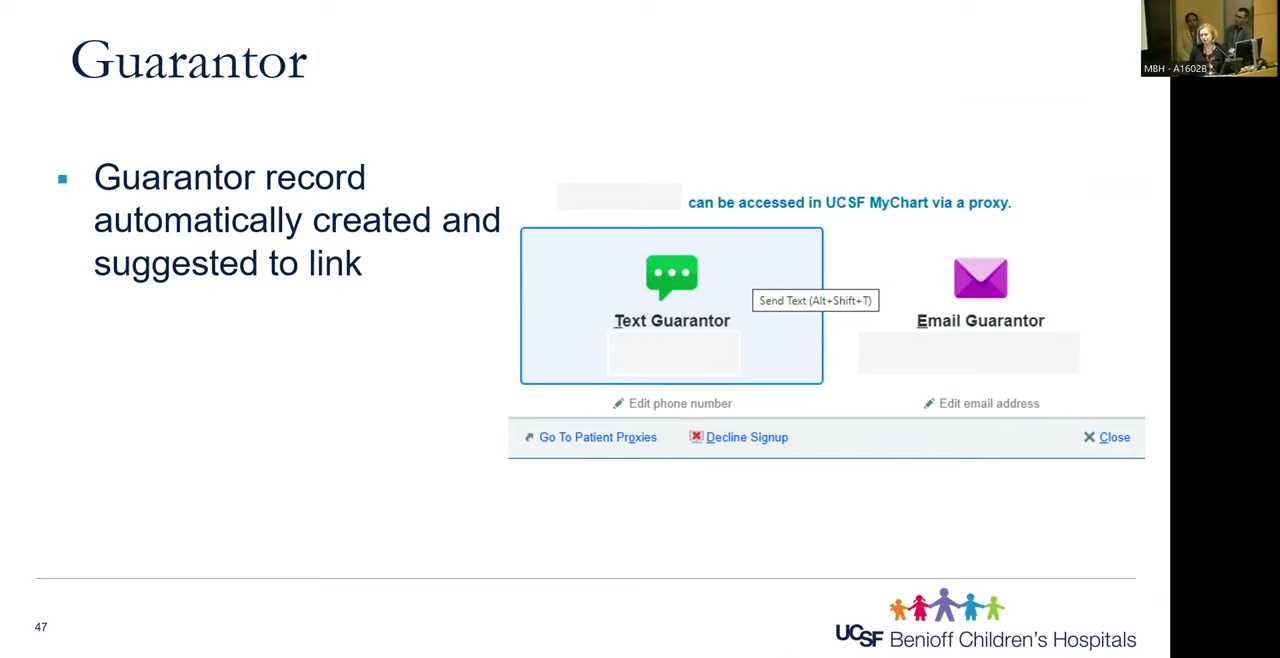 Guarantor
MBH - A1602B
▪ Guarantor record
automatically created and
suggested to link
can be accessed in UCSF MyChart via a proxy.
Send Text (Alt+Shift+T)
Text Guarantor
Email Guarantor
Edit phone number
Edit email address
Go To Patient Proxies
Decline Signup
Close
47
UCSF Benioff Children's Hospitals